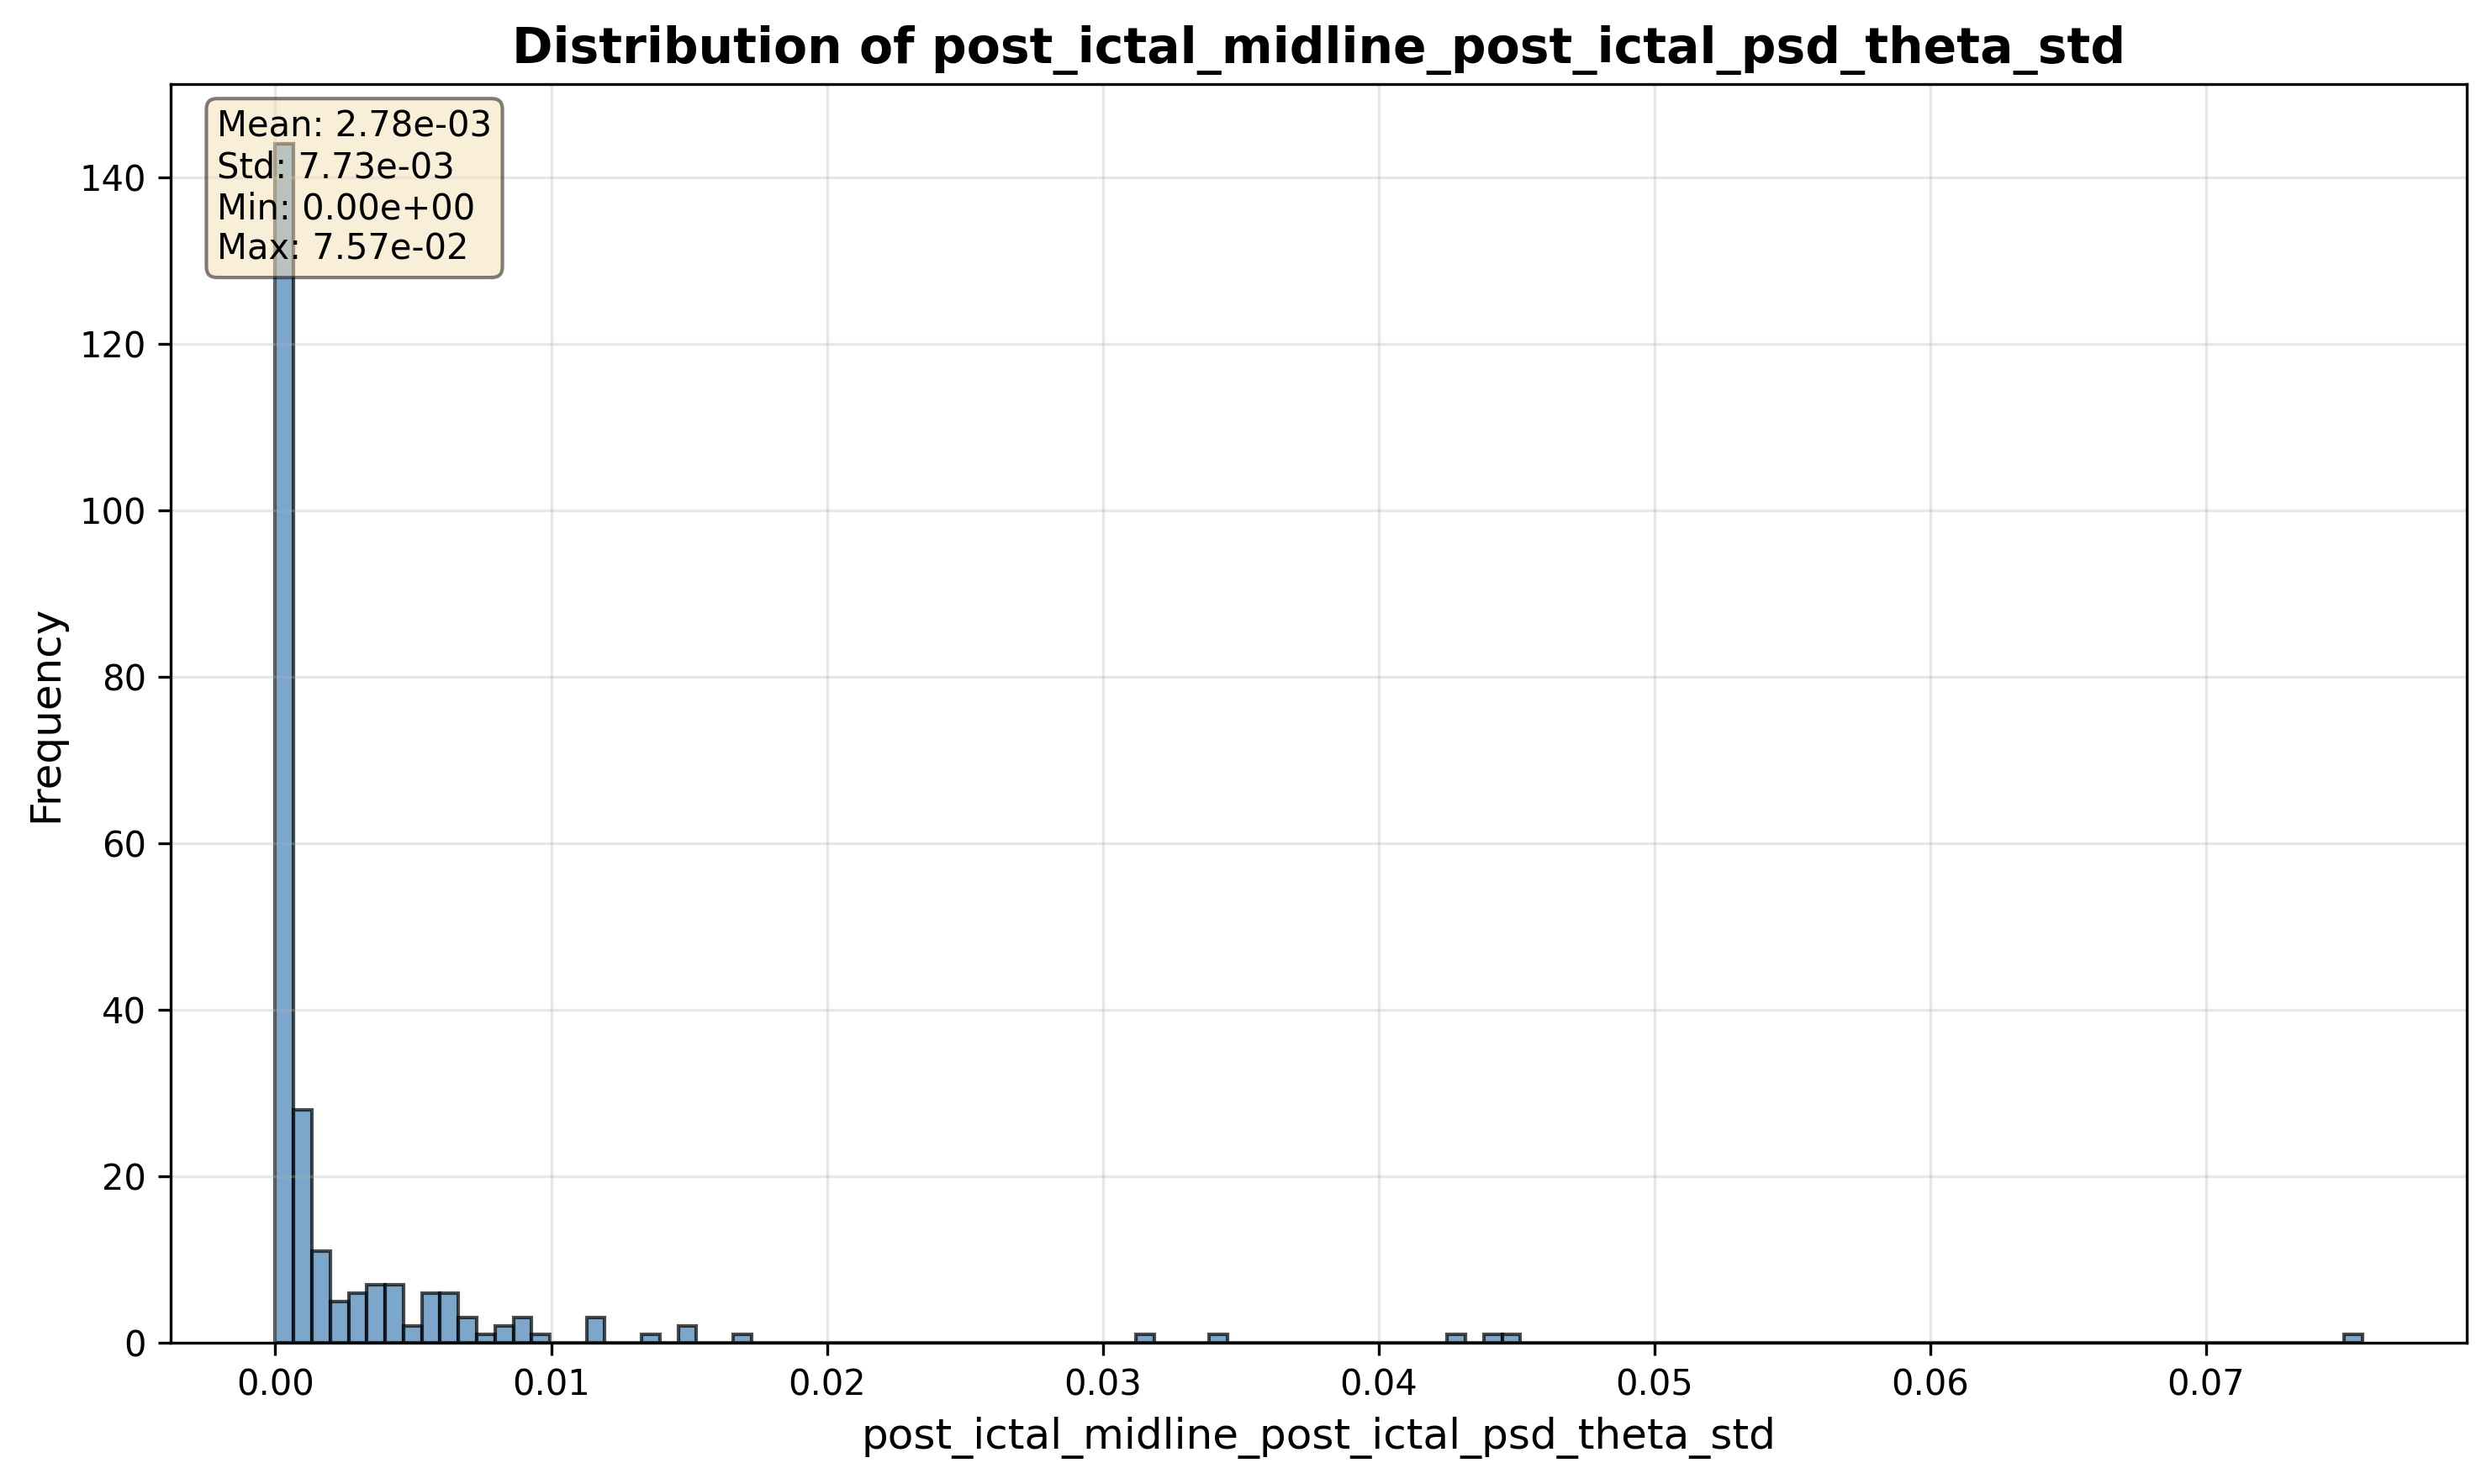 Distribution of post_ictal_midline_post_ictal_psd_theta_std
Mean: 2.78e-03
Std: 7.73e-03
Min: 0.00e+00
Max: 7.57e-02
140
120
100
80
60
40
20
0
Frequency
0.00 0.01 0.02 0.03 0.04 0.05 0.06 0.07
post_ictal_midline_post_ictal_psd_theta_std